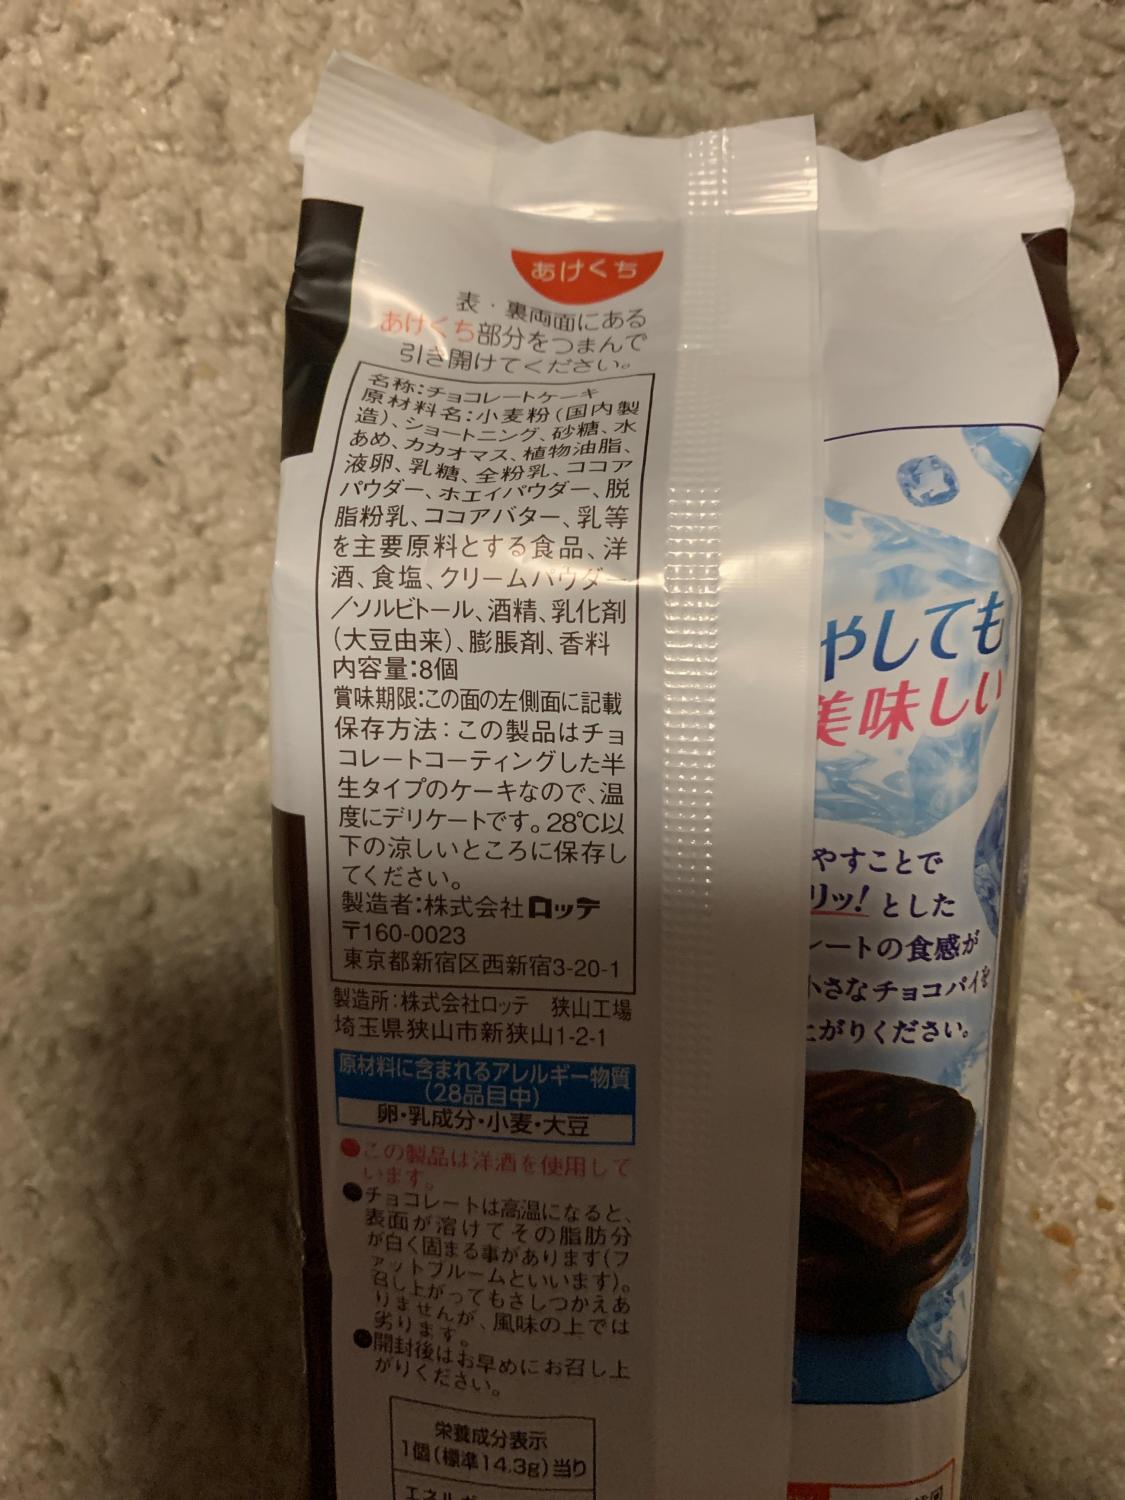 あけくち
表・裏両面にある
あけくち部分をつまんで
引き開けてください。
名称:チョコレートケーキ
原材料名:小麦粉(国内製
造)、ショートニング、砂糖、水
あめ、カカオマス、植物油脂、
液卵、乳糖、全粉乳、ココア
パウダー、ホエイパウダー、脱
脂粉乳、ココアバター、乳等
を主要原料とする食品、洋
酒、食塩、クリームパウダー
/ソルビトール、酒精、乳化剤
(大豆由来)、膨脹剤、香料
内容量:8個
賞味期限:この面の左側面に記載
保存方法:この製品はチョ
コレートコーティングした半
生タイプのケーキなので、温
度にデリケートです。28℃以
下の涼しいところに保存し
てください。
製造者:株式会社ロッテ
〒160-0023
東京都新宿区西新宿3-20-1
製造所:株式会社ロッテ 狭山工場
埼玉県狭山市新狭山1-2-1
原材料に含まれるアレルギー物質
(28品目中)
卵・乳成分・小麦・大豆
●この製品は洋酒を使用して
います。
●チョコレートは高温になると、
表面が溶けてその脂肪分
が白く固まる事があります(フ
ァットブルームといいます)。
召し上がってもさしつかえあ
りませんが、風味の上では
劣ります。
●開封後はお早めにお召し上
がりください。
栄養成分表示
1個(標準14.3g)当り
やしても
美味しい
やすことで
リッ!とした
レートの食感が
小さなチョコパイを
上がりください。